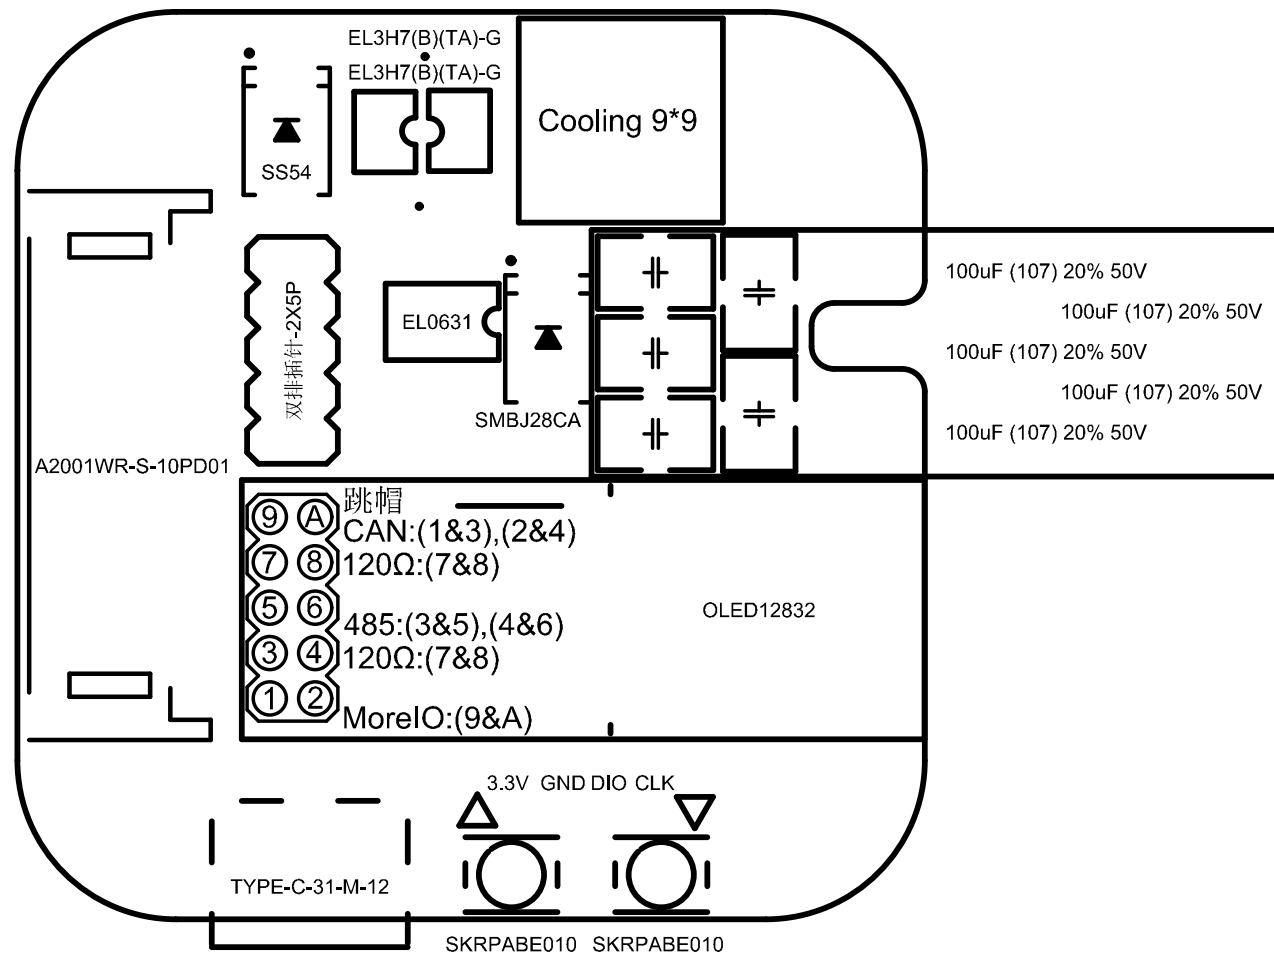 EL3H7(B)(TA)-G
EL3H7(B)(TA)-G
Cooling 9*9
SS54
双排插针-2X5P
EL0631
SMBJ28CA
100uF (107) 20% 50V
100uF (107) 20% 50V
100uF (107) 20% 50V
100uF (107) 20% 50V
100uF (107) 20% 50V
A2001WR-S-10PD01
9 A
7 8
5 6
3 4
1 2
跳帽
CAN:(1&3),(2&4)
120Ω:(7&8)
485:(3&5),(4&6)
120Ω:(7&8)
MoreIO:(9&A)
OLED12832
3.3V GND DIO CLK
TYPE-C-31-M-12
SKRPABE010 SKRPABE010